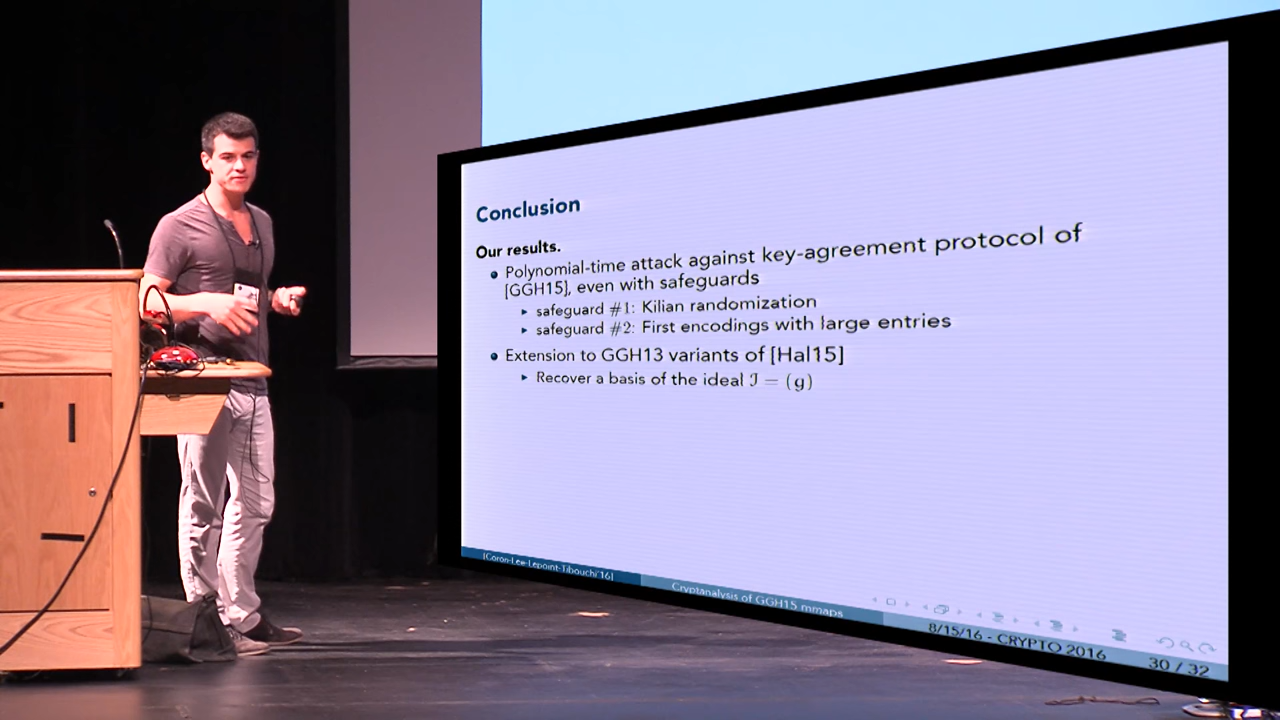 Conclusion
Our results.
• Polynomial-time attack against key-agreement protocol of
[GGH15], even with safeguards
▸ safeguard #1: Kilian randomization
▸ safeguard #2: First encodings with large entries
• Extension to GGH13 variants of [Hal15]
▸ Recover a basis of the ideal ℐ = (g)
[Coron-Lee-Lepoint-Tibouchi'16]
Cryptanalysis of GGH15 mmaps
8/15/16 - CRYPTO 2016
30 / 32